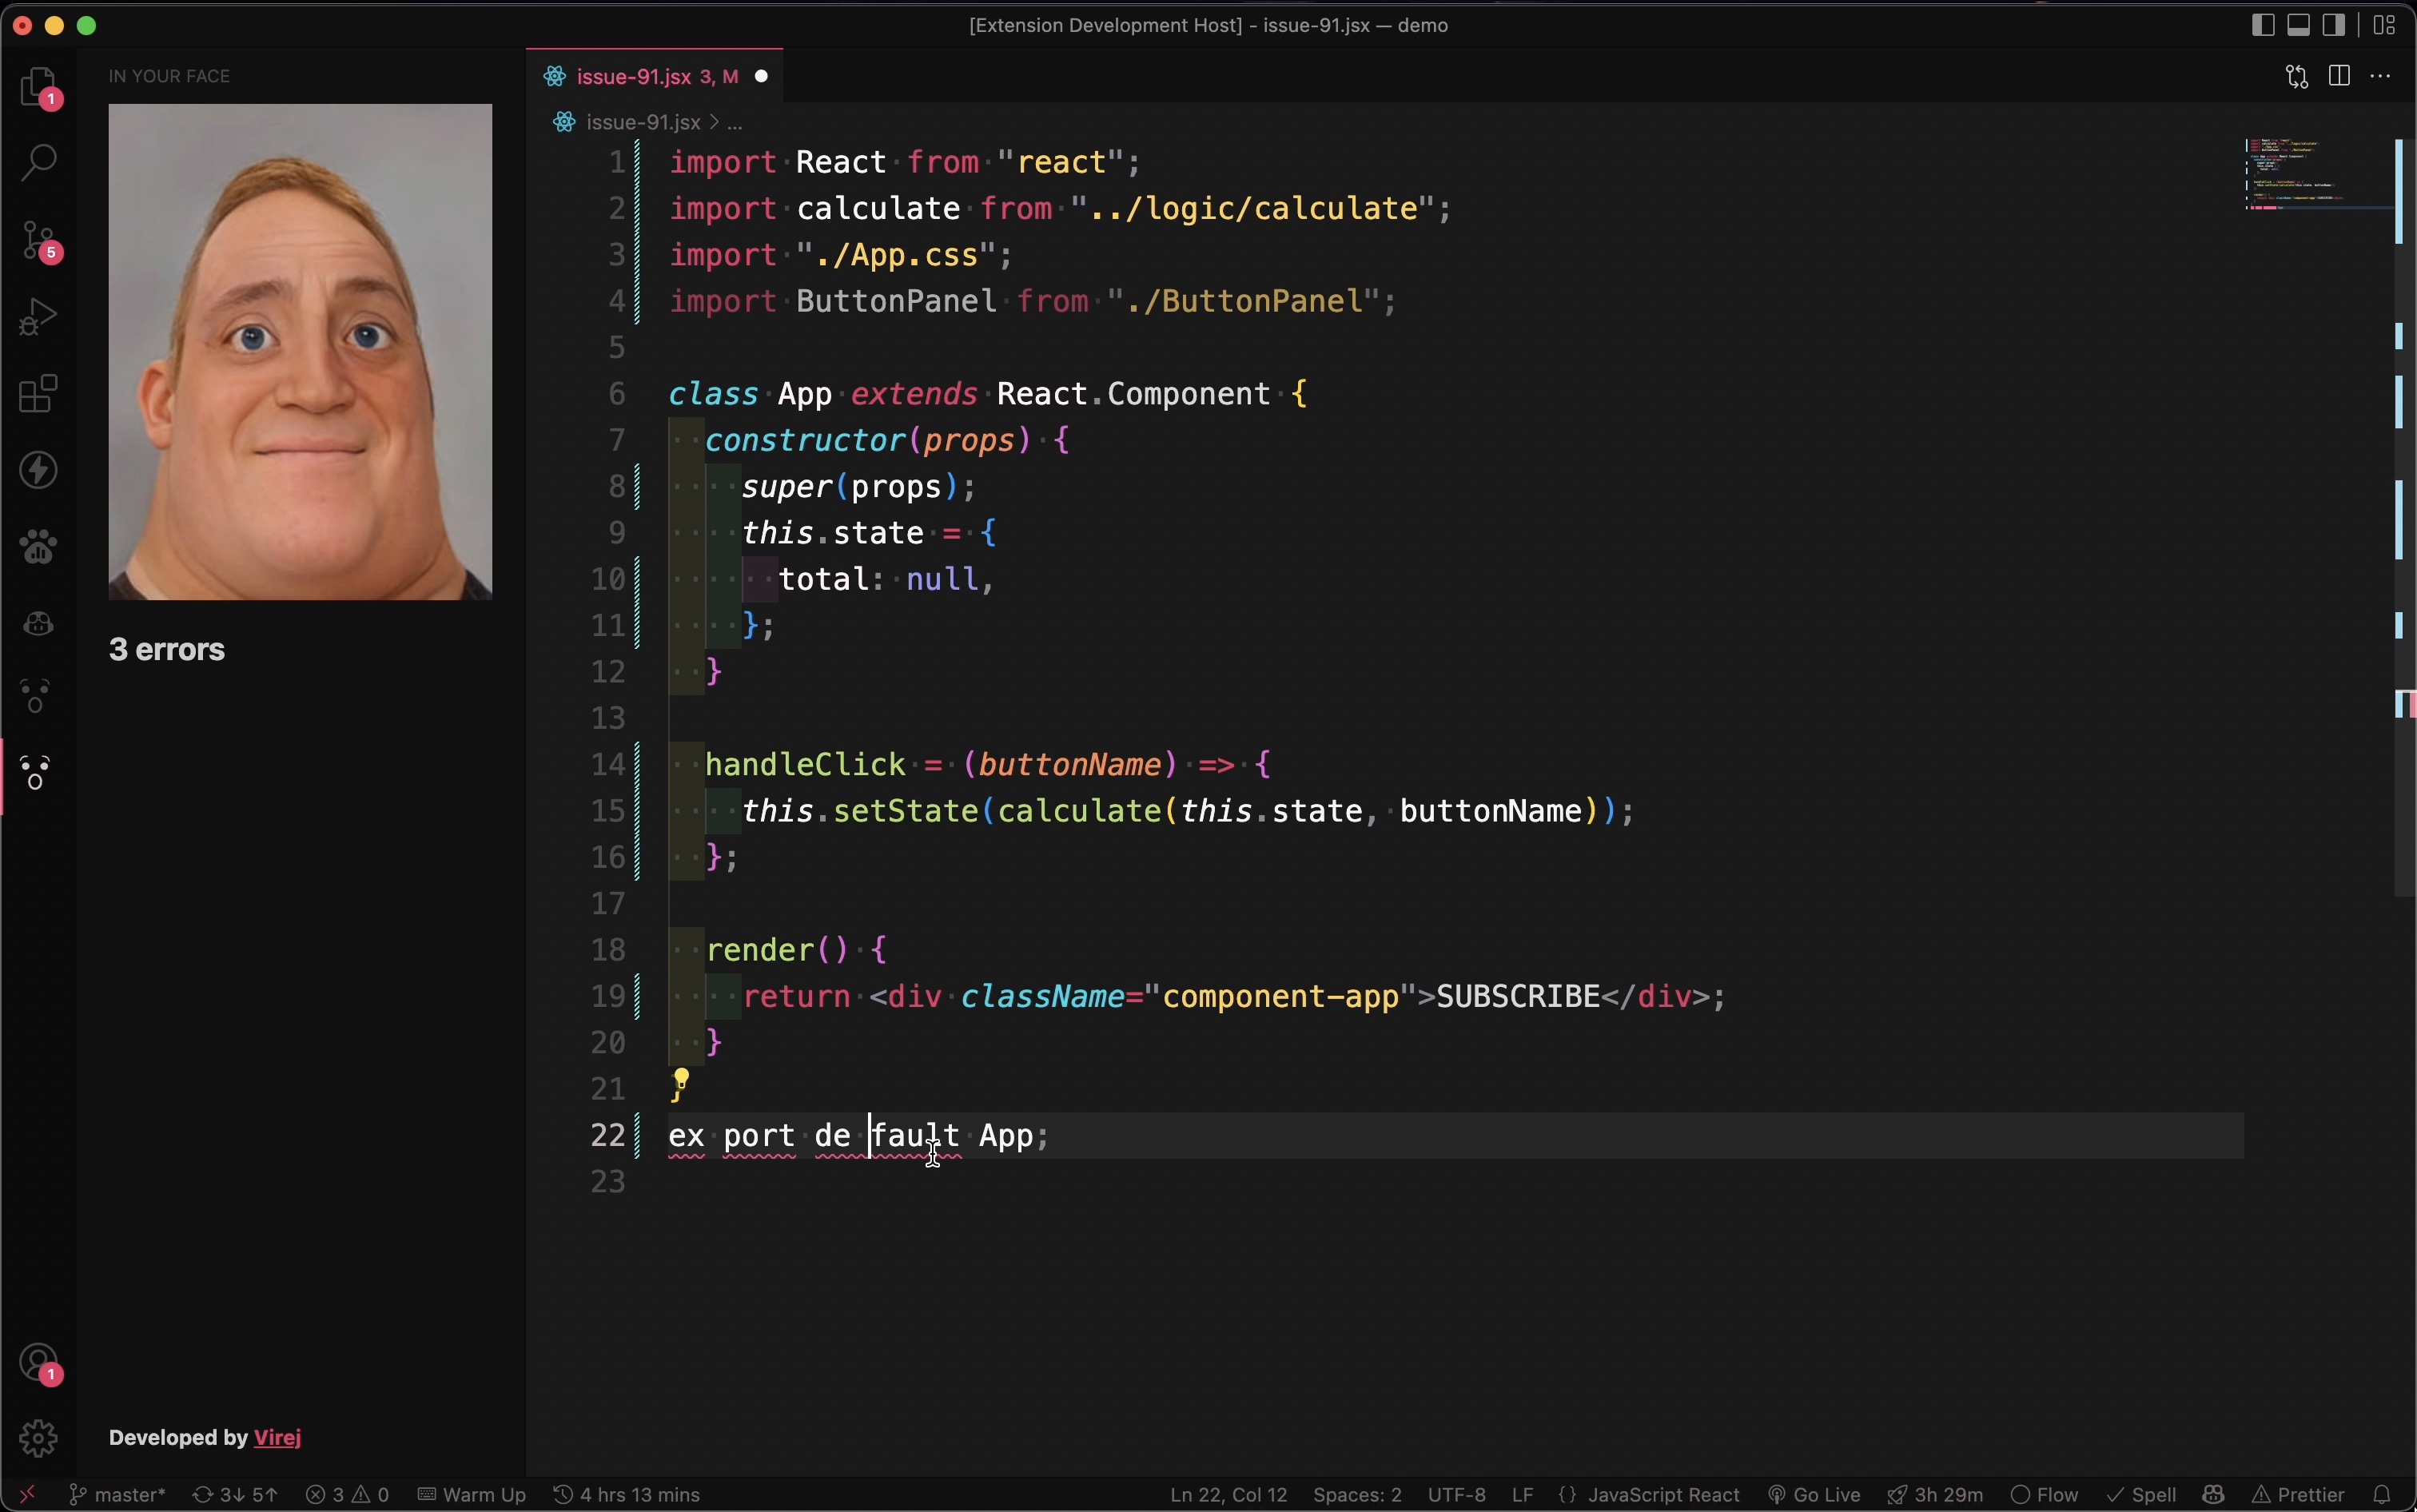 [Extension Development Host] - issue-91.jsx — demo
IN YOUR FACE
issue-91.jsx 3, M
issue-91.jsx > ...
1
5
1 import React from "react";
2 import calculate from "../logic/calculate";
3 import "./App.css";
4 import ButtonPanel from "./ButtonPanel";
5
6 class App extends React.Component {
7 constructor(props) {
8 super(props);
9 this.state = {
10 total: null,
11 };
12 }
13
14 handleClick = (buttonName) => {
15 this.setState(calculate(this.state, buttonName));
16 };
17
18 render() {
19 return <div className="component-app">SUBSCRIBE</div>;
20 }
21 }
22 ex port de fault App;
23
3 errors
1
Developed by Virej
master* 3↓ 5↑ 3 0 Warm Up 4 hrs 13 mins Ln 22, Col 12 Spaces: 2 UTF-8 LF {} JavaScript React Go Live 3h 29m Flow Spell Prettier